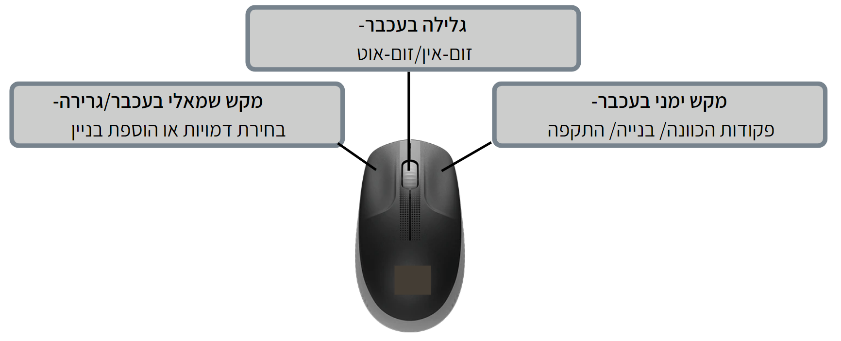 גלילה בעכבר-
זום-אין/זום-אוט
מקש ימני בעכבר-
פקודות הכוונה/ בנייה/ התקפה
מקש שמאלי בעכבר/גרירה-
בחירת דמויות או הוספת בניין